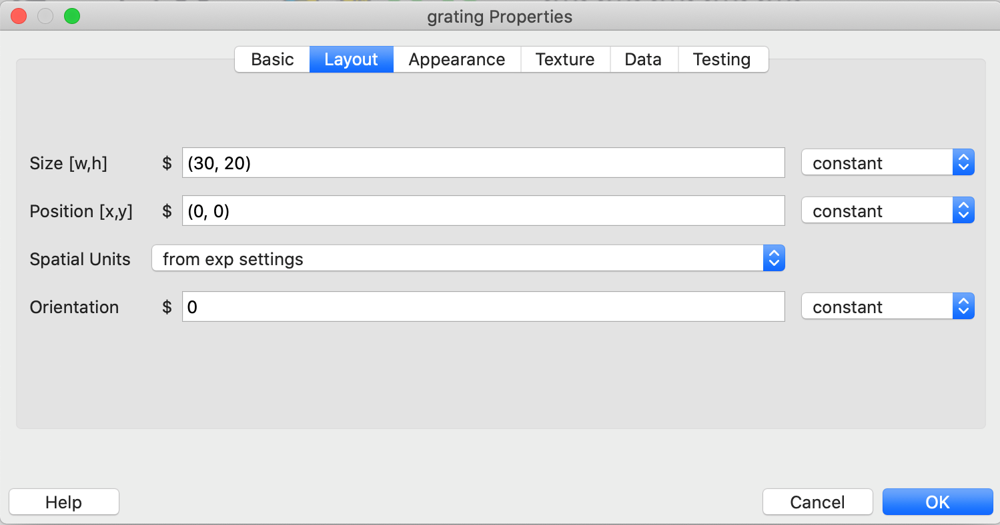 grating Properties
Basic Layout Appearance Texture Data Testing
Size [w,h] $ (30, 20) constant
Position [x,y] $ (0, 0) constant
Spatial Units from exp settings
Orientation $ 0 constant
Help Cancel OK